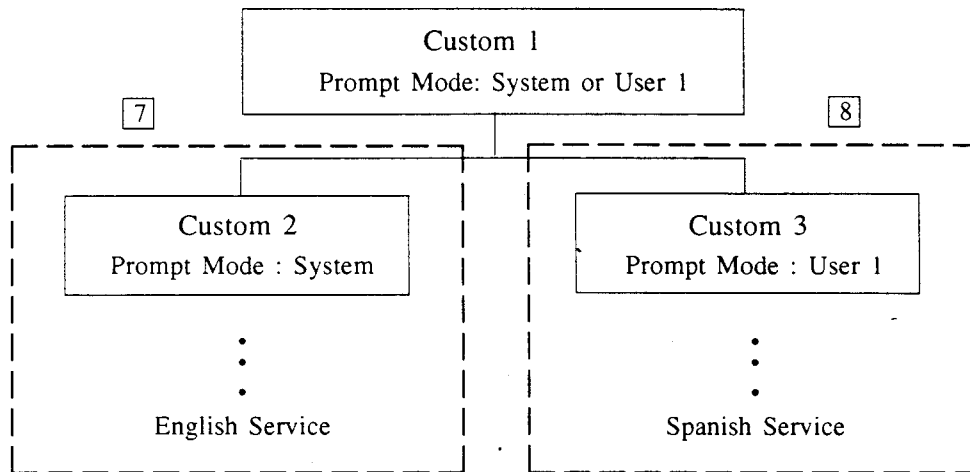 Custom 1
Prompt Mode: System or User 1
7
8
Custom 2
Prompt Mode : System
Custom 3
Prompt Mode : User 1
English Service
Spanish Service